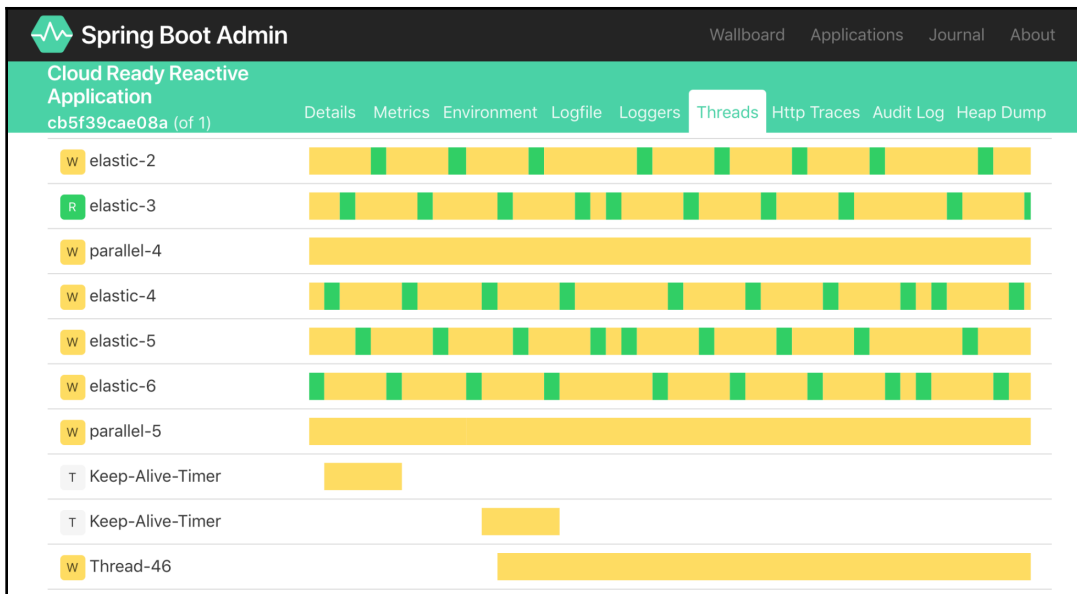 Spring Boot Admin
Wallboard Applications Journal About
Cloud Ready Reactive
Application
cb5f39cae08a (of 1)
Details Metrics Environment Logfile Loggers Threads Http Traces Audit Log Heap Dump
W elastic-2
R elastic-3
W parallel-4
W elastic-4
W elastic-5
W elastic-6
W parallel-5
T Keep-Alive-Timer
T Keep-Alive-Timer
W Thread-46